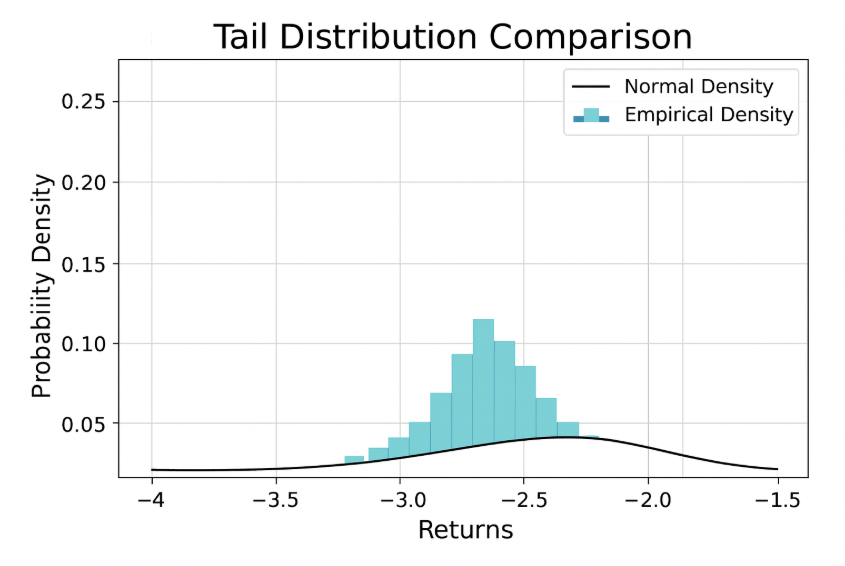 Tail Distribution Comparison
Normal Density
Empirical Density
Probabiiity Density
0.25
0.20
0.15
0.10
0.05
−4
−3.5
−3.0
−2.5
−2.0
−1.5
Returns